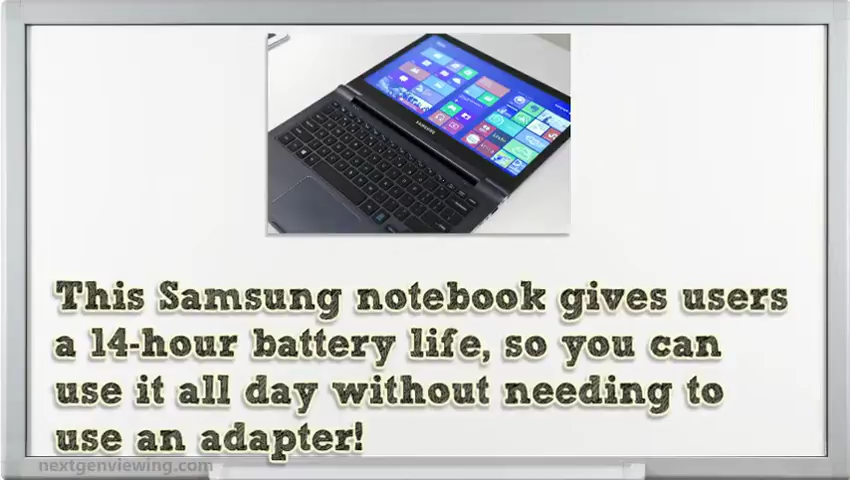 SAMSUNG
This Samsung notebook gives users
a 14-hour battery life, so you can
use it all day without needing to
use an adapter!
nextgenviewing.com